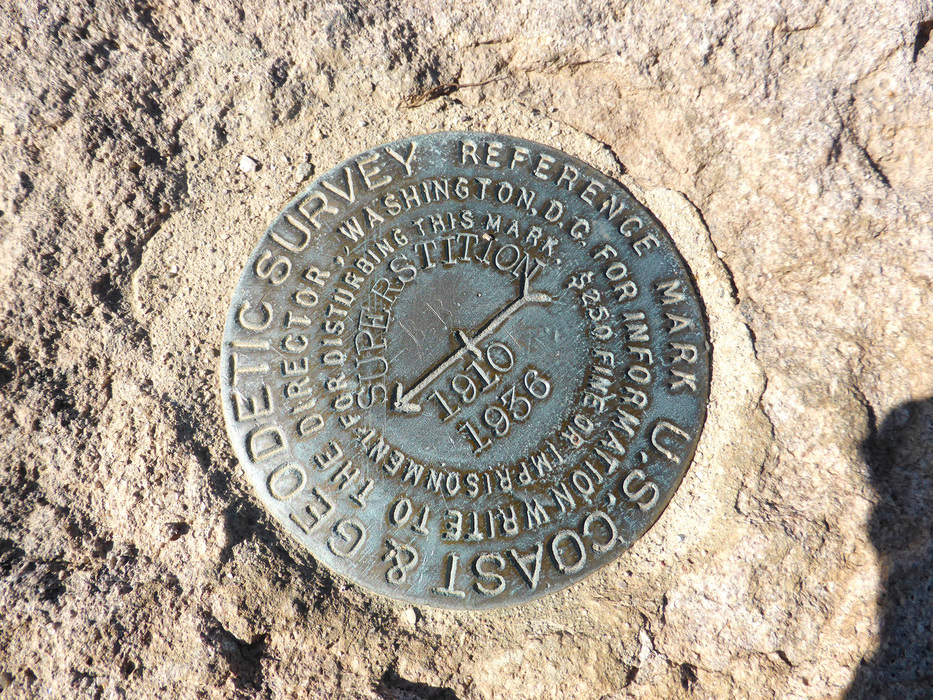 U.S. COAST & GEODETIC SURVEY
REFERENCE MARK
FOR INFORMATION WRITE TO THE DIRECTOR, WASHINGTON, D.C.
$250 FINE OR IMPRISONMENT FOR DISTURBING THIS MARK.
SUPERSTITION
1910
1936